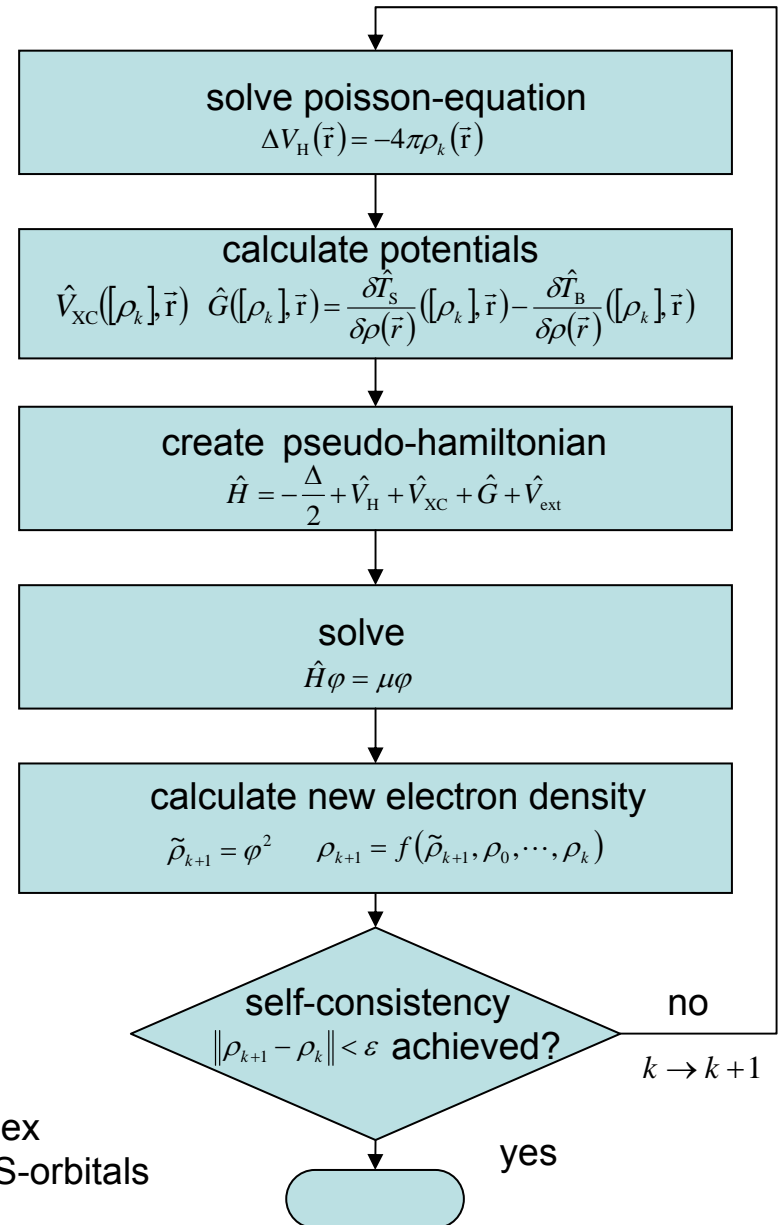 solve poisson-equation
ΔV_H(r⃗) = −4πρ_k(r⃗)
calculate potentials
V̂_XC([ρ_k], r⃗)  Ĝ([ρ_k], r⃗) = δT̂_S/δρ(r⃗) ([ρ_k], r⃗) − δT̂_B/δρ(r⃗) ([ρ_k], r⃗)
create pseudo-hamiltonian
Ĥ = −Δ/2 + V̂_H + V̂_XC + Ĝ + V̂_ext
solve
Ĥφ = μφ
calculate new electron density
ρ̃_{k+1} = φ²  ρ_{k+1} = f(ρ̃_{k+1}, ρ_0, ⋯, ρ_k)
self-consistency
‖ρ_{k+1} − ρ_k‖ < ε achieved?
no
k → k + 1
ex
S-orbitals
yes